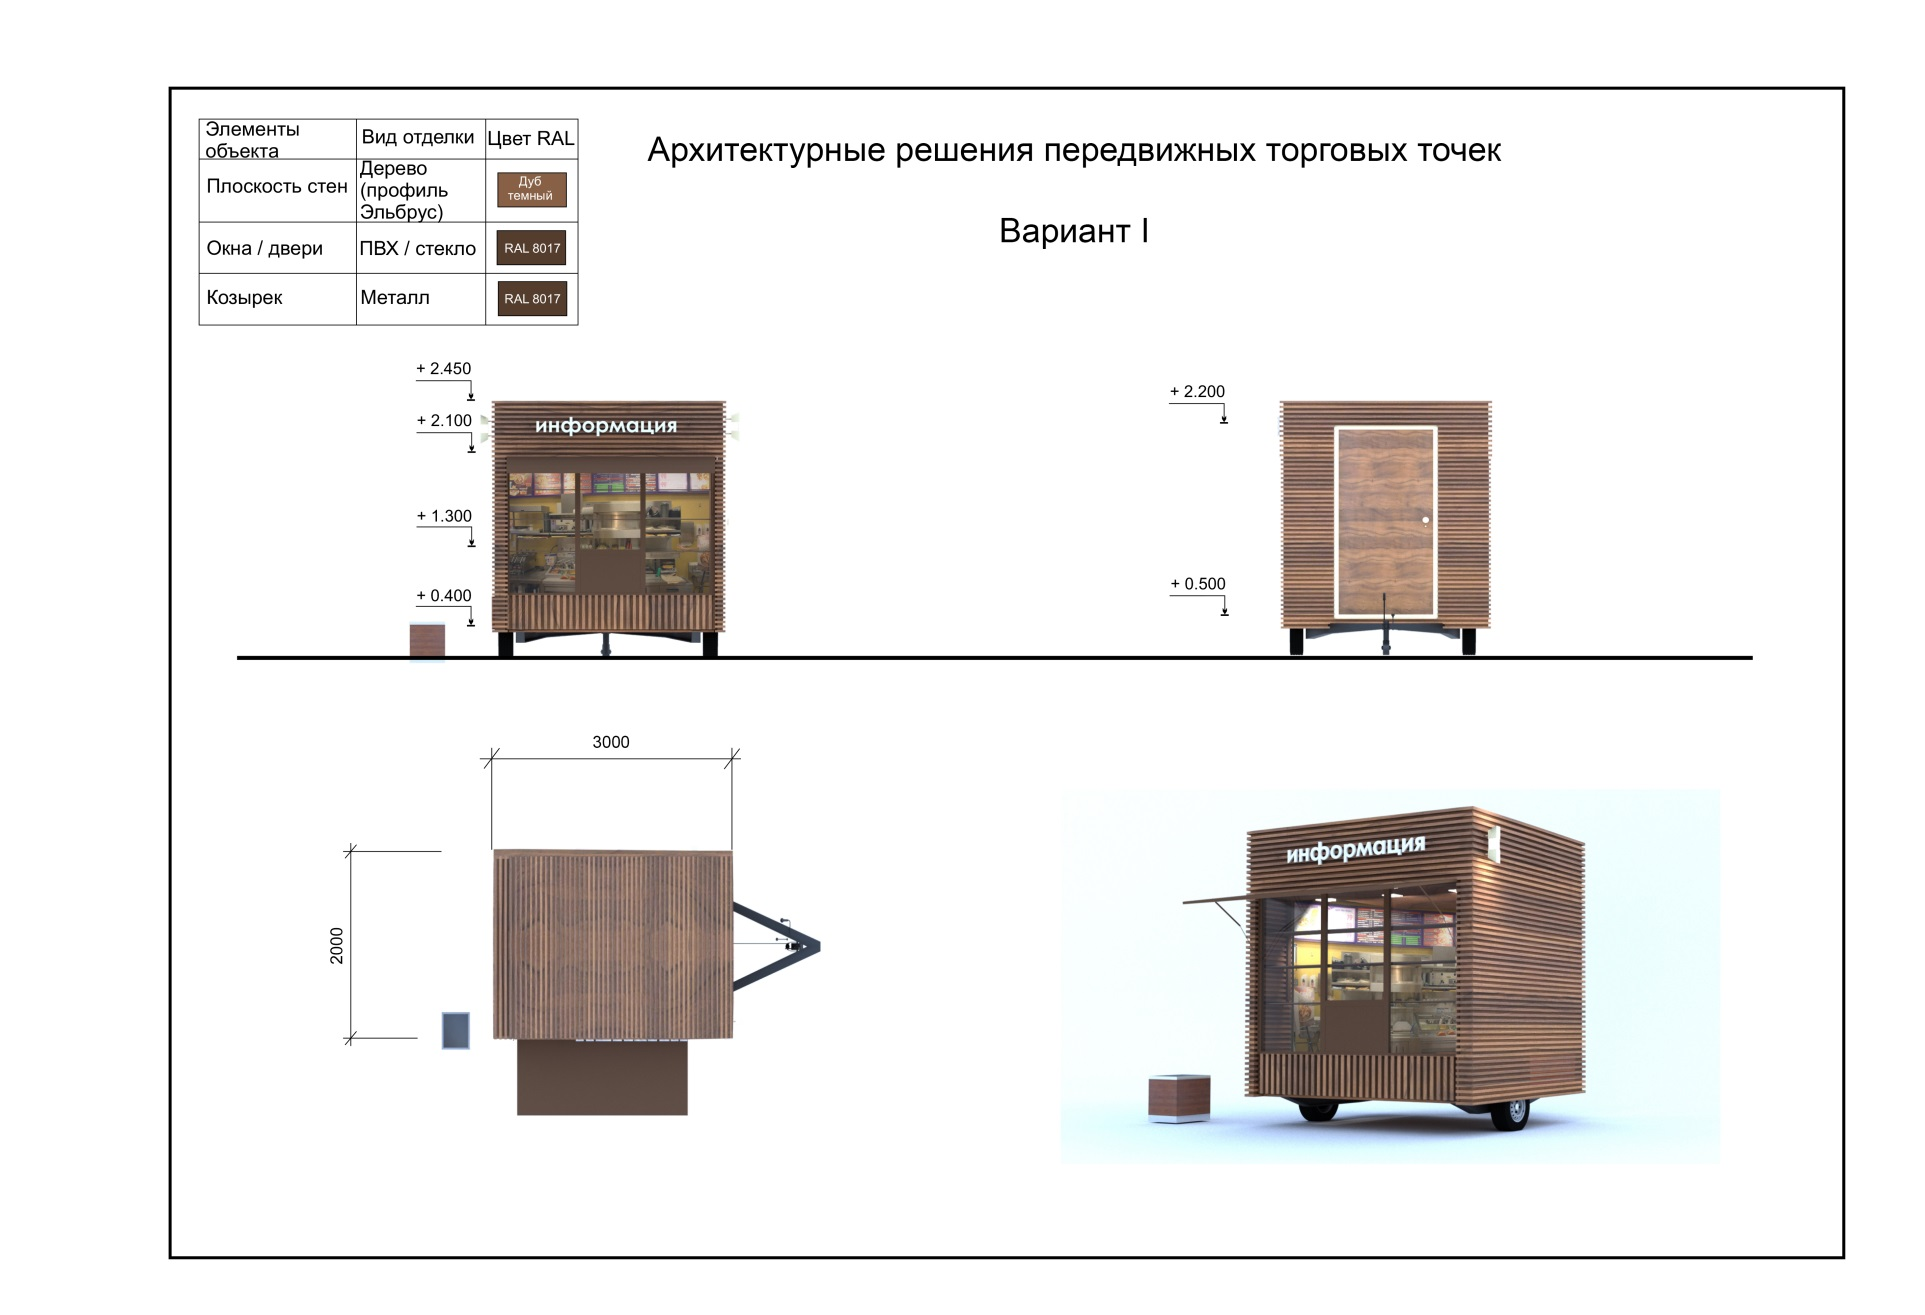 Элементы
объекта
Вид отделки
Цвет RAL
Плоскость стен
Дерево
(профиль
Эльбрус)
Дуб
темный
Окна / двери
ПВХ / стекло
RAL 8017
Козырек
Металл
RAL 8017
Архитектурные решения передвижных торговых точек
Вариант I
+ 2.450
+ 2.100
+ 1.300
+ 0.400
информация
+ 2.200
+ 0.500
3000
2000
информация